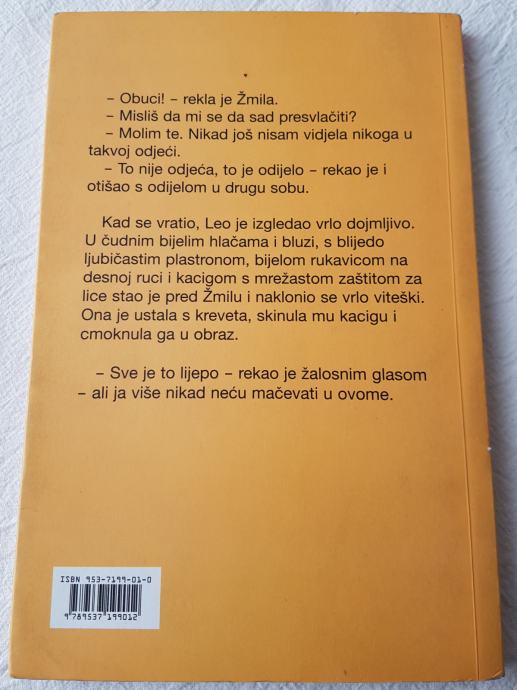 – Obuci! – rekla je Žmila.
– Misliš da mi se da sad presvlačiti?
– Molim te. Nikad još nisam vidjela nikoga u
takvoj odjeći.
– To nije odjeća, to je odijelo – rekao je i
otišao s odijelom u drugu sobu.
Kad se vratio, Leo je izgledao vrlo dojmljivo.
U čudnim bijelim hlačama i bluzi, s blijedo
ljubičastim plastronom, bijelom rukavicom na
desnoj ruci i kacigom s mrežastom zaštitom za
lice stao je pred Žmilu i naklonio se vrlo viteški.
Ona je ustala s kreveta, skinula mu kacigu i
cmoknula ga u obraz.
– Sve je to lijepo – rekao je žalosnim glasom
– ali ja više nikad neću mačevati u ovome.
ISBN 953-7199-01-0
9 789537 199012